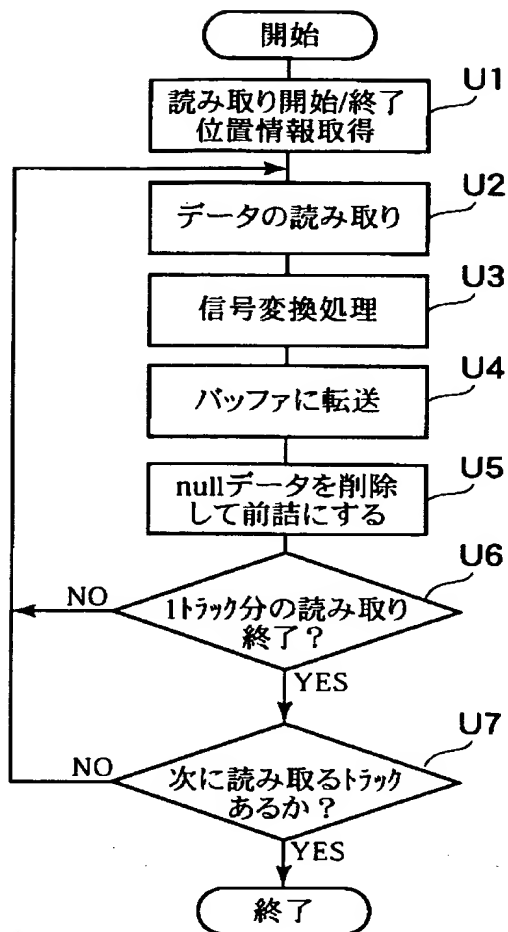 開始
U1
読み取り開始/終了
位置情報取得
U2
データの読み取り
U3
信号変換処理
U4
バッファに転送
U5
nullデータを削除
して前詰にする
U6
NO
1トラック分の読み取り
終了？
YES
U7
NO
次に読み取るトラック
あるか？
YES
終了